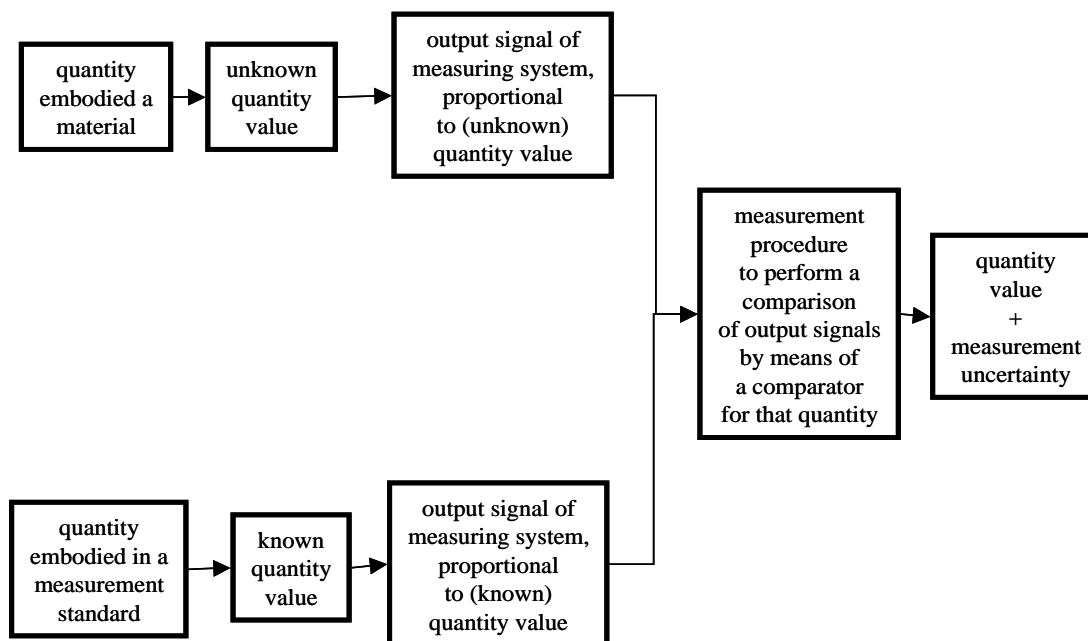 quantity
embodied a
material
unknown
quantity
value
output signal of
measuring system,
proportional
to (unknown)
quantity value
measurement
procedure
to perform a
comparison
of output signals
by means of
a comparator
for that quantity
quantity
value
+
measurement
uncertainty
quantity
embodied in a
measurement
standard
known
quantity
value
output signal of
measuring system,
proportional
to (known)
quantity value